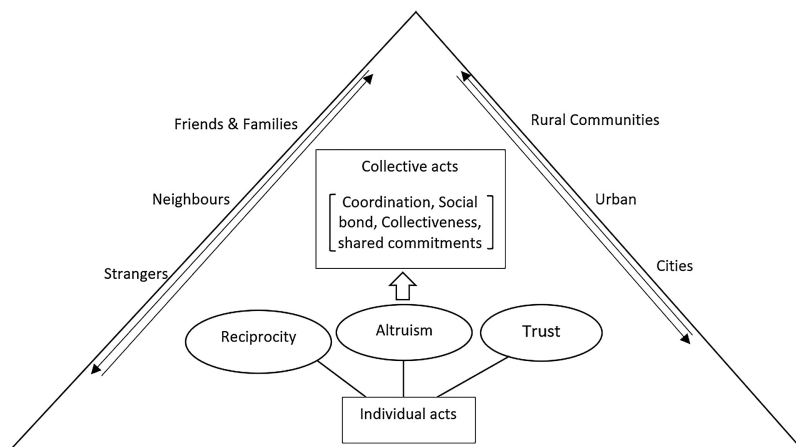 Friends & Families
Rural Communities
Collective acts
Neighbours
Urban
Coordination, Social
bond, Collectiveness,
shared commitments
Strangers
Cities
Reciprocity
Altruism
Trust
Individual acts